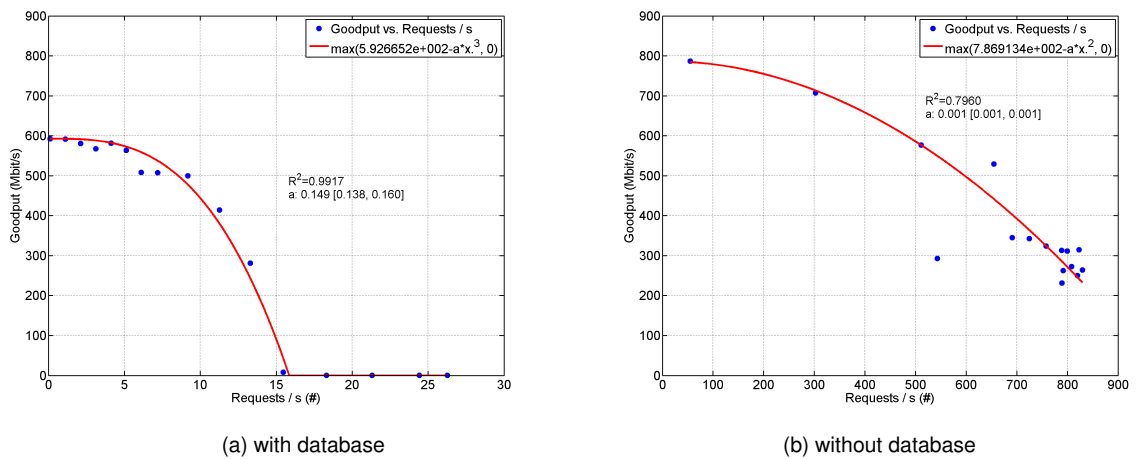 900
800
700
600
500
400
300
200
100
0
Goodput (Mbit/s)
Goodput vs. Requests / s
max(5.926652e+002-a*x.^3, 0)
R^2=0.9917
a: 0.149 [0.138, 0.160]
0 5 10 15 20 25 30
Requests / s (#)
(a) with database
900
800
700
600
500
400
300
200
100
0
Goodput (Mbit/s)
Goodput vs. Requests / s
max(7.869134e+002-a*x.^2, 0)
R^2=0.7960
a: 0.001 [0.001, 0.001]
0 100 200 300 400 500 600 700 800 900
Requests / s (#)
(b) without database